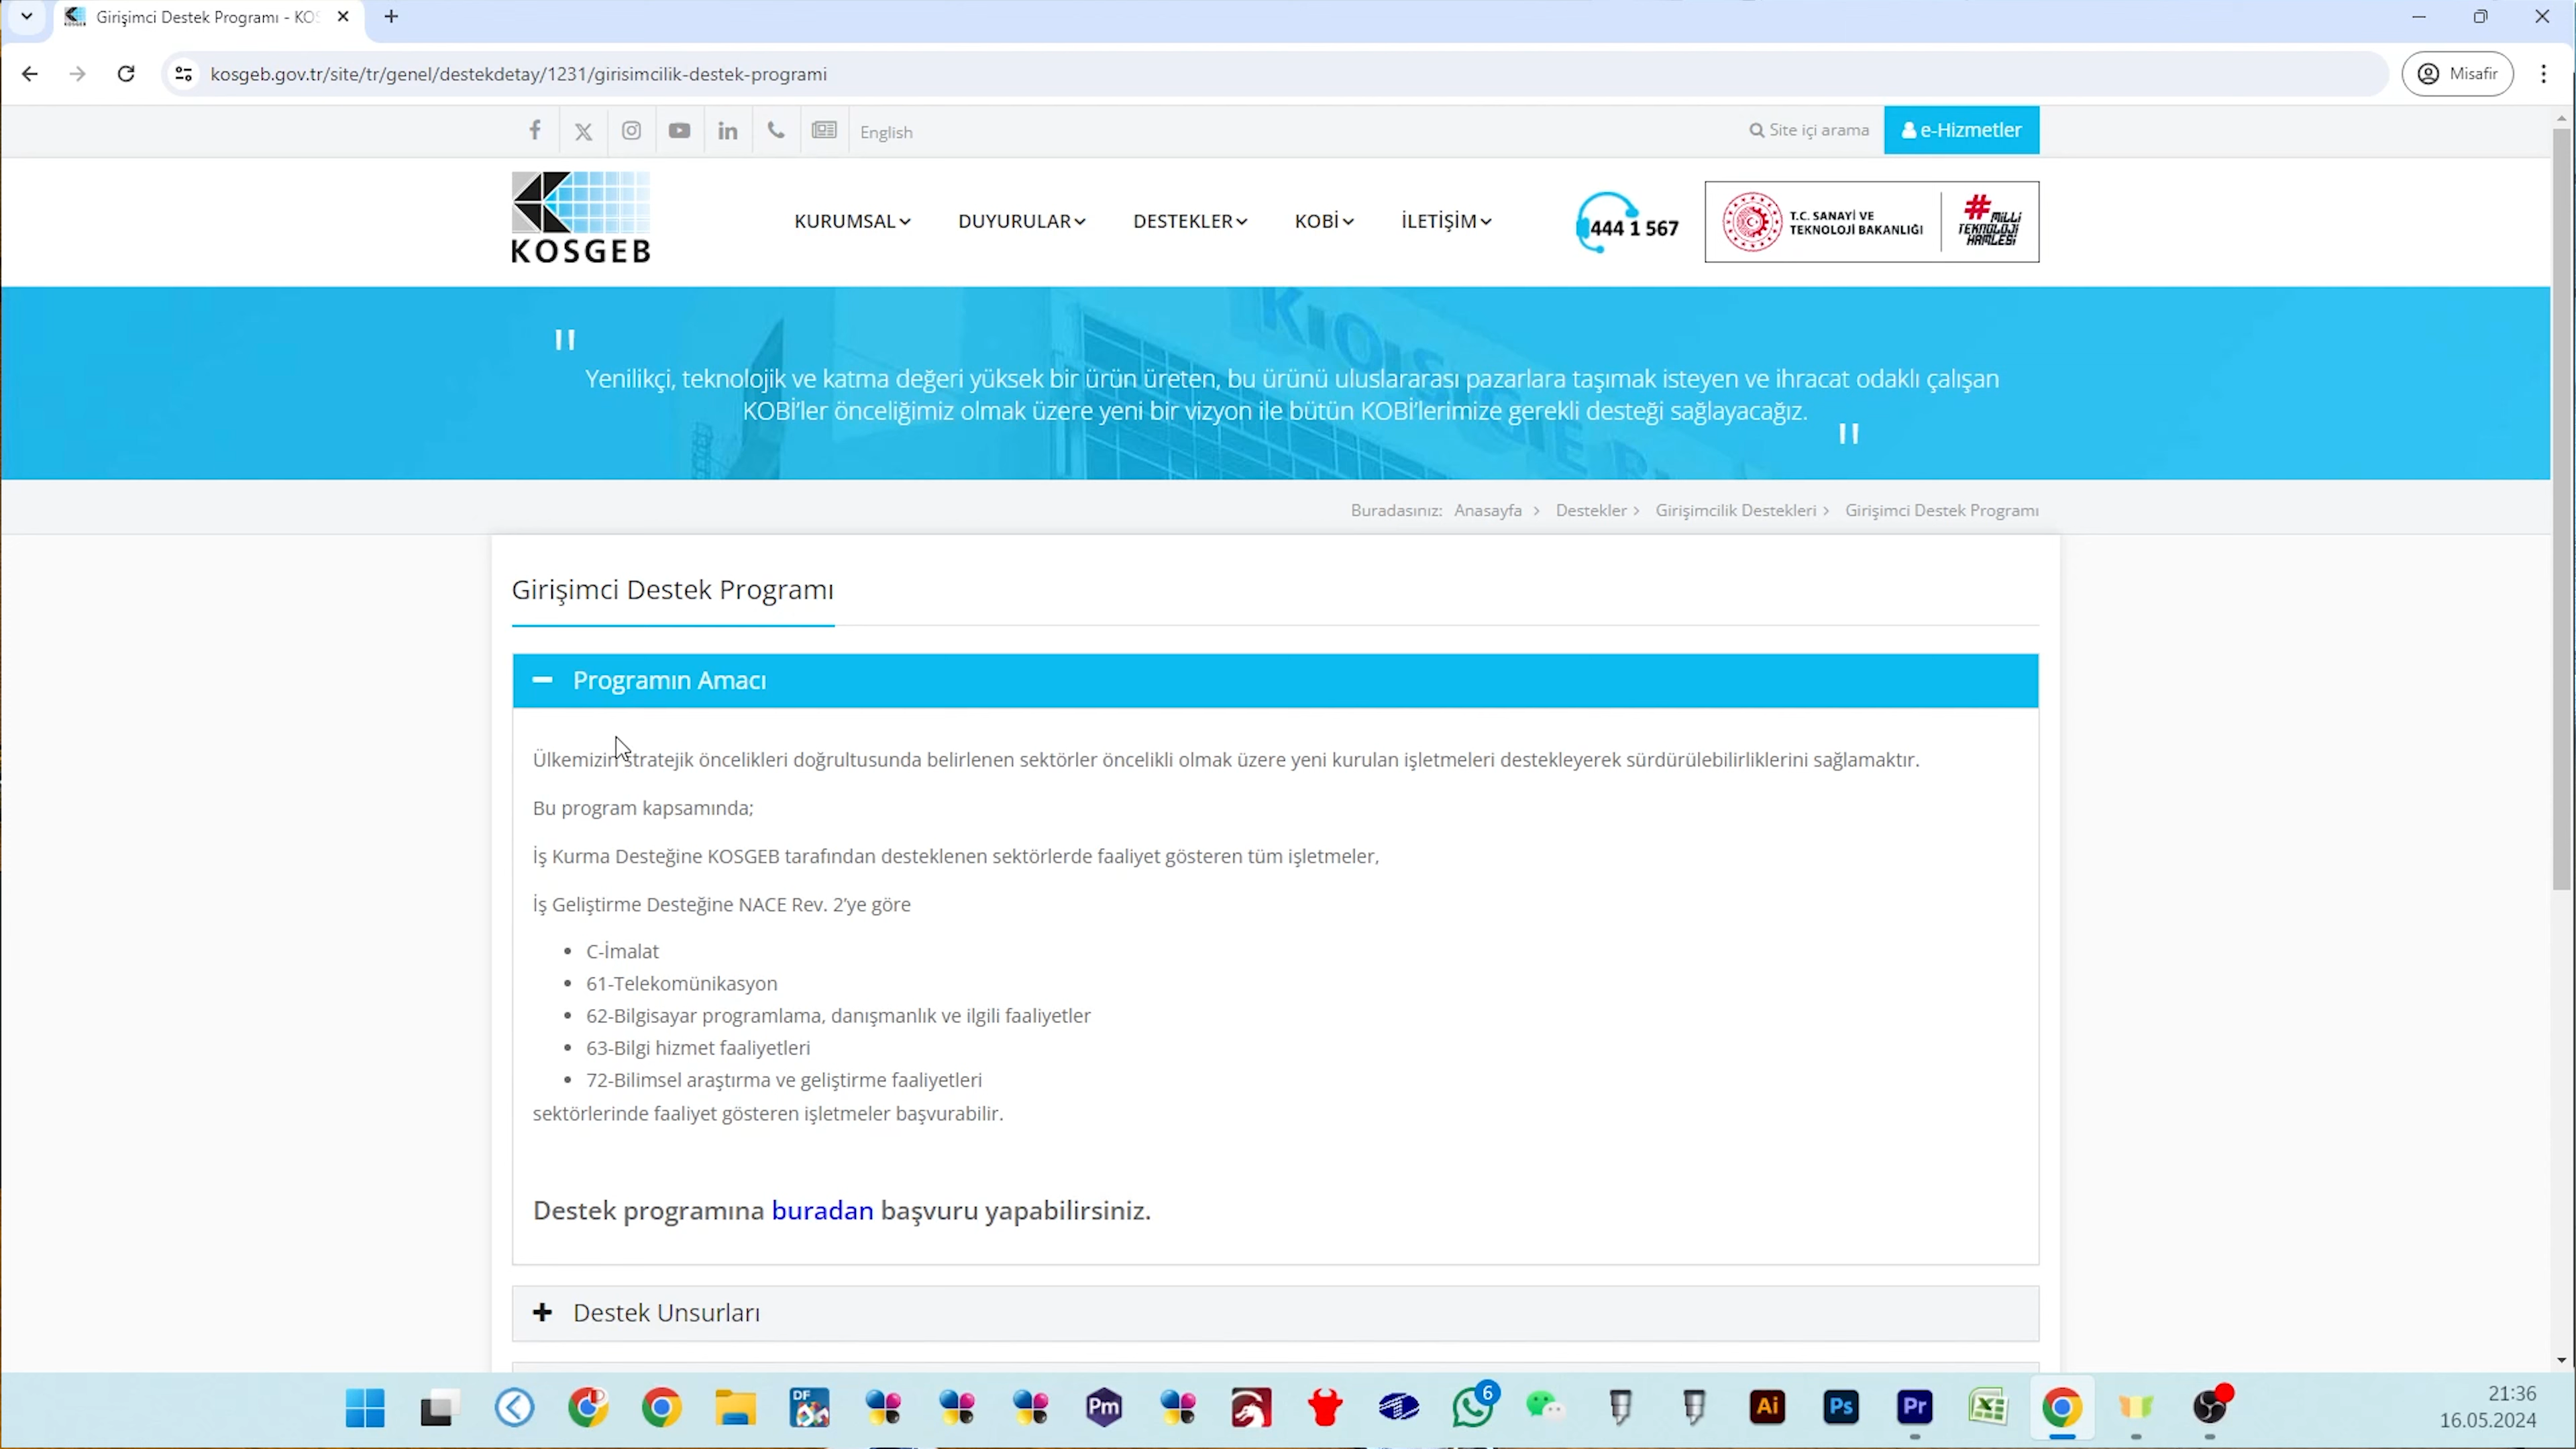 Girişimci Destek Programı - KOS
kosgeb.gov.tr/site/tr/genel/destekdetay/1231/girisimcilik-destek-programi
Misafir
English
Site içi arama
e-Hizmetler
KOSGEB
KURUMSAL
DUYURULAR
DESTEKLER
KOBİ
İLETİŞİM
444 1 567
T.C. SANAYİ VE
TEKNOLOJİ BAKANLIĞI
#MİLLİ
TEKNOLOJİ
HAMLESİ
"
Yenilikçi, teknolojik ve katma değeri yüksek bir ürün üreten, bu ürünü uluslararası pazarlara taşımak isteyen ve ihracat odaklı çalışan
KOBİ'ler önceliğimiz olmak üzere yeni bir vizyon ile bütün KOBİ'lerimize gerekli desteği sağlayacağız.
"
Buradasınız: Anasayfa > Destekler > Girişimcilik Destekleri > Girişimci Destek Programı
Girişimci Destek Programı
Programın Amacı
Ülkemizin stratejik öncelikleri doğrultusunda belirlenen sektörler öncelikli olmak üzere yeni kurulan işletmeleri destekleyerek sürdürülebilirliklerini sağlamaktır.
Bu program kapsamında;
İş Kurma Desteğine KOSGEB tarafından desteklenen sektörlerde faaliyet gösteren tüm işletmeler,
İş Geliştirme Desteğine NACE Rev. 2'ye göre
• C-İmalat
• 61-Telekomünikasyon
• 62-Bilgisayar programlama, danışmanlık ve ilgili faaliyetler
• 63-Bilgi hizmet faaliyetleri
• 72-Bilimsel araştırma ve geliştirme faaliyetleri
sektörlerinde faaliyet gösteren işletmeler başvurabilir.
Destek programına buradan başvuru yapabilirsiniz.
Destek Unsurları
DF
Pm
6
Ai
Ps
Pr
21:36
16.05.2024